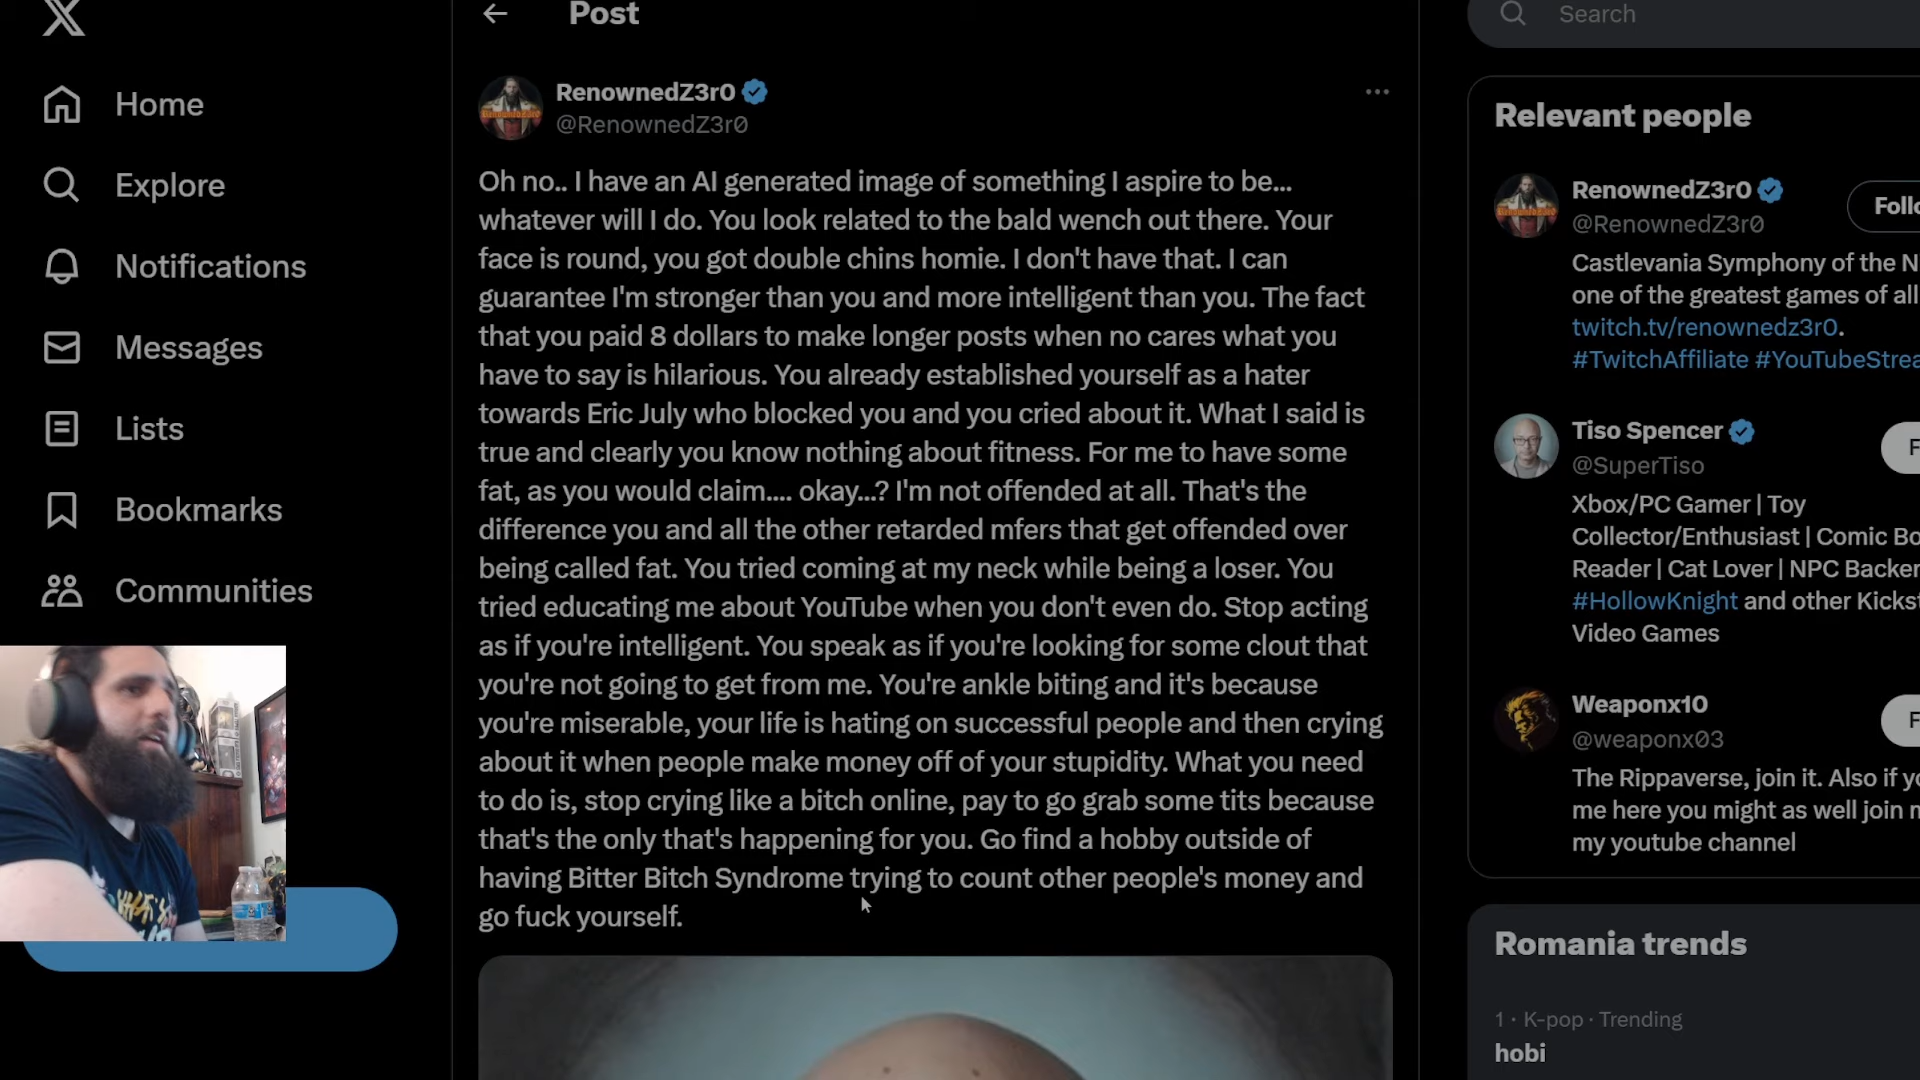 Post
Search
Home
Explore
Notifications
Messages
Lists
Bookmarks
Communities
RenownedZ3r0
@RenownedZ3r0
Oh no.. I have an AI generated image of something I aspire to be...
whatever will I do. You look related to the bald wench out there. Your
face is round, you got double chins homie. I don't have that. I can
guarantee I'm stronger than you and more intelligent than you. The fact
that you paid 8 dollars to make longer posts when no cares what you
have to say is hilarious. You already established yourself as a hater
towards Eric July who blocked you and you cried about it. What I said is
true and clearly you know nothing about fitness. For me to have some
fat, as you would claim.... okay...? I'm not offended at all. That's the
difference you and all the other retarded mfers that get offended over
being called fat. You tried coming at my neck while being a loser. You
tried educating me about YouTube when you don't even do. Stop acting
as if you're intelligent. You speak as if you're looking for some clout that
you're not going to get from me. You're ankle biting and it's because
you're miserable, your life is hating on successful people and then crying
about it when people make money off of your stupidity. What you need
to do is, stop crying like a bitch online, pay to go grab some tits because
that's the only that's happening for you. Go find a hobby outside of
having Bitter Bitch Syndrome trying to count other people's money and
go fuck yourself.
Relevant people
RenownedZ3r0
@RenownedZ3r0
Follo
Castlevania Symphony of the N
one of the greatest games of all
twitch.tv/renownedz3r0.
#TwitchAffiliate #YouTubeStrea
Tiso Spencer
@SuperTiso
F
Xbox/PC Gamer | Toy
Collector/Enthusiast | Comic Bo
Reader | Cat Lover | NPC Backer
#HollowKnight and other Kickst
Video Games
Weaponx10
@weaponx03
F
The Rippaverse, join it. Also if yo
me here you might as well join m
my youtube channel
Romania trends
1 · K-pop · Trending
hobi